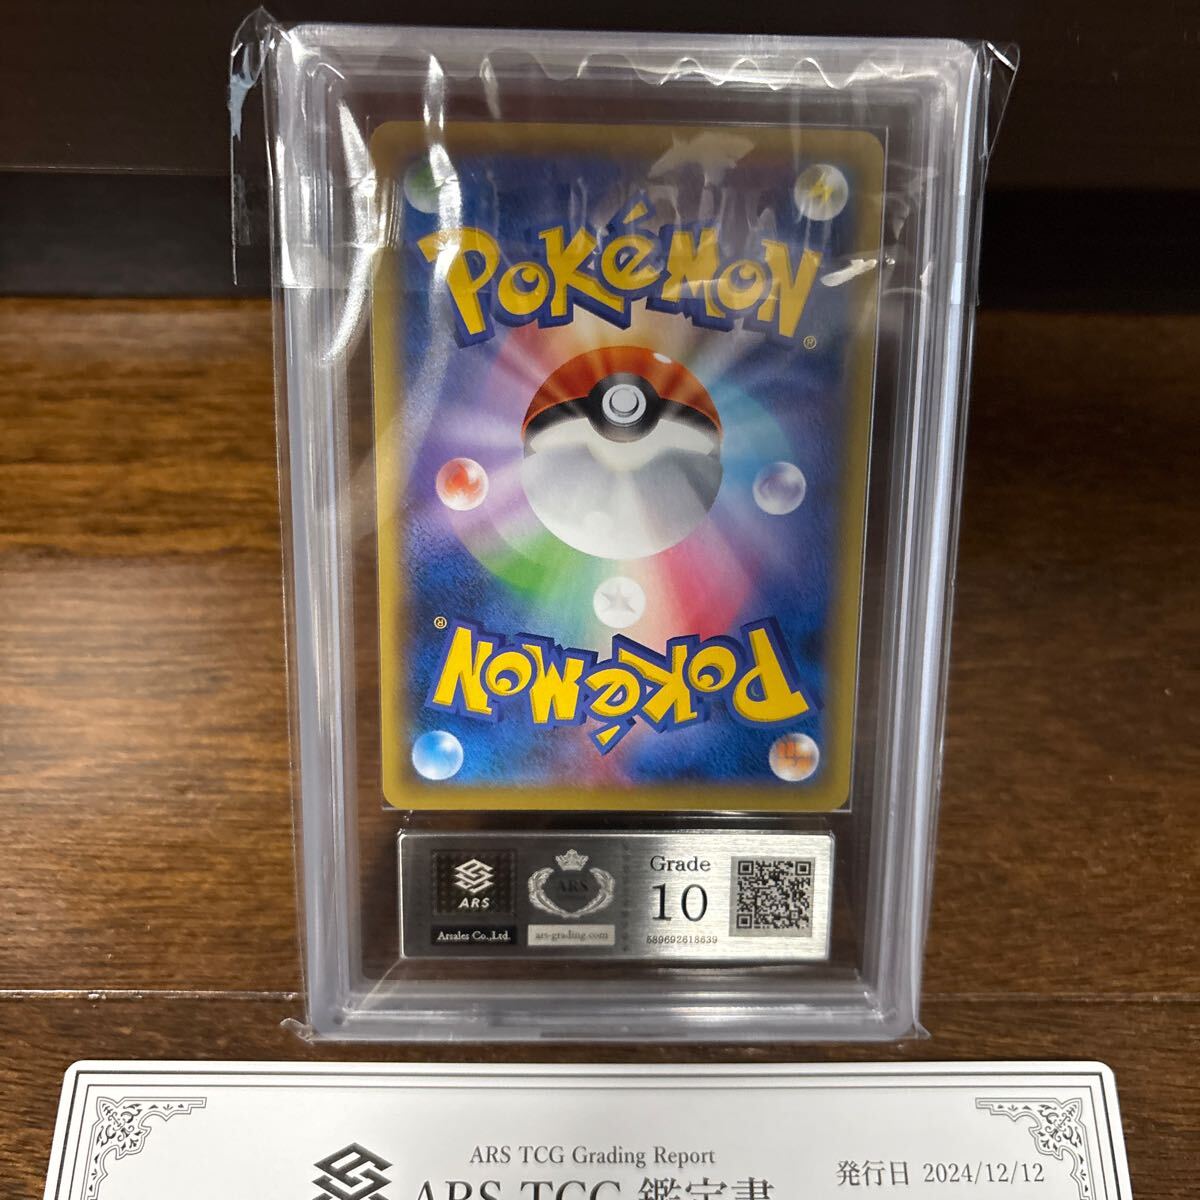 POKéMON
®
®
POKéMON
ARS
Arsales Co.,Ltd.
ARS
ars-grading.com
Grade
10
589692618639
ARS TCG Grading Report
ARS TCG 鑑定書
発行日 2024/12/12